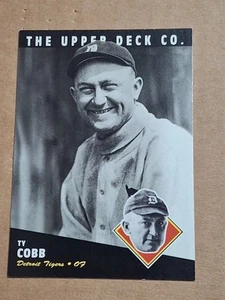 THE UPPER DECK CO.
D
D
TY
COBB
Detroit Tigers • OF